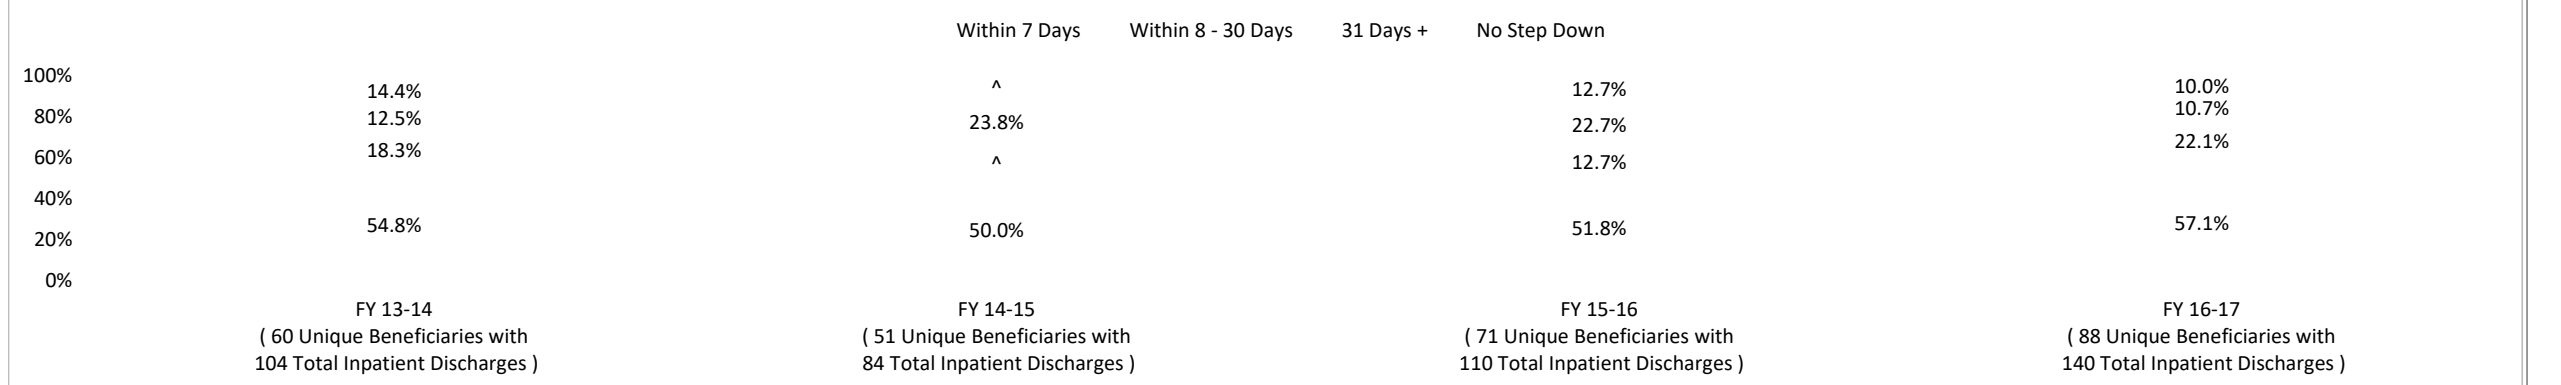 Within 7 Days Within 8 - 30 Days 31 Days + No Step Down
100%
80%
60%
40%
20%
0%
14.4%
12.5%
18.3%
54.8%
^
23.8%
^
50.0%
12.7%
22.7%
12.7%
51.8%
10.0%
10.7%
22.1%
57.1%
FY 13-14
( 60 Unique Beneficiaries with
104 Total Inpatient Discharges )
FY 14-15
( 51 Unique Beneficiaries with
84 Total Inpatient Discharges )
FY 15-16
( 71 Unique Beneficiaries with
110 Total Inpatient Discharges )
FY 16-17
( 88 Unique Beneficiaries with
140 Total Inpatient Discharges )